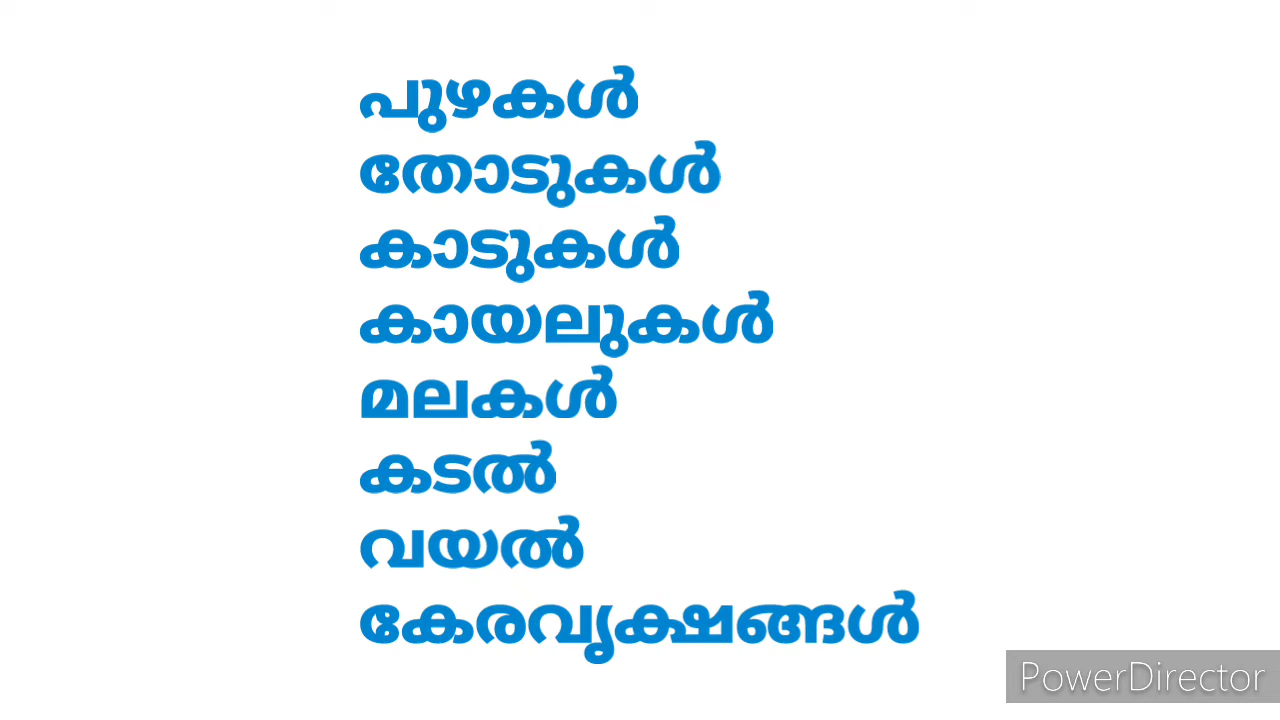 പുഴകൾ
തോടുകൾ
കാടുകൾ
കായലുകൾ
മലകൾ
കടൽ
വയൽ
കേരവൃക്ഷങ്ങൾ
PowerDirector